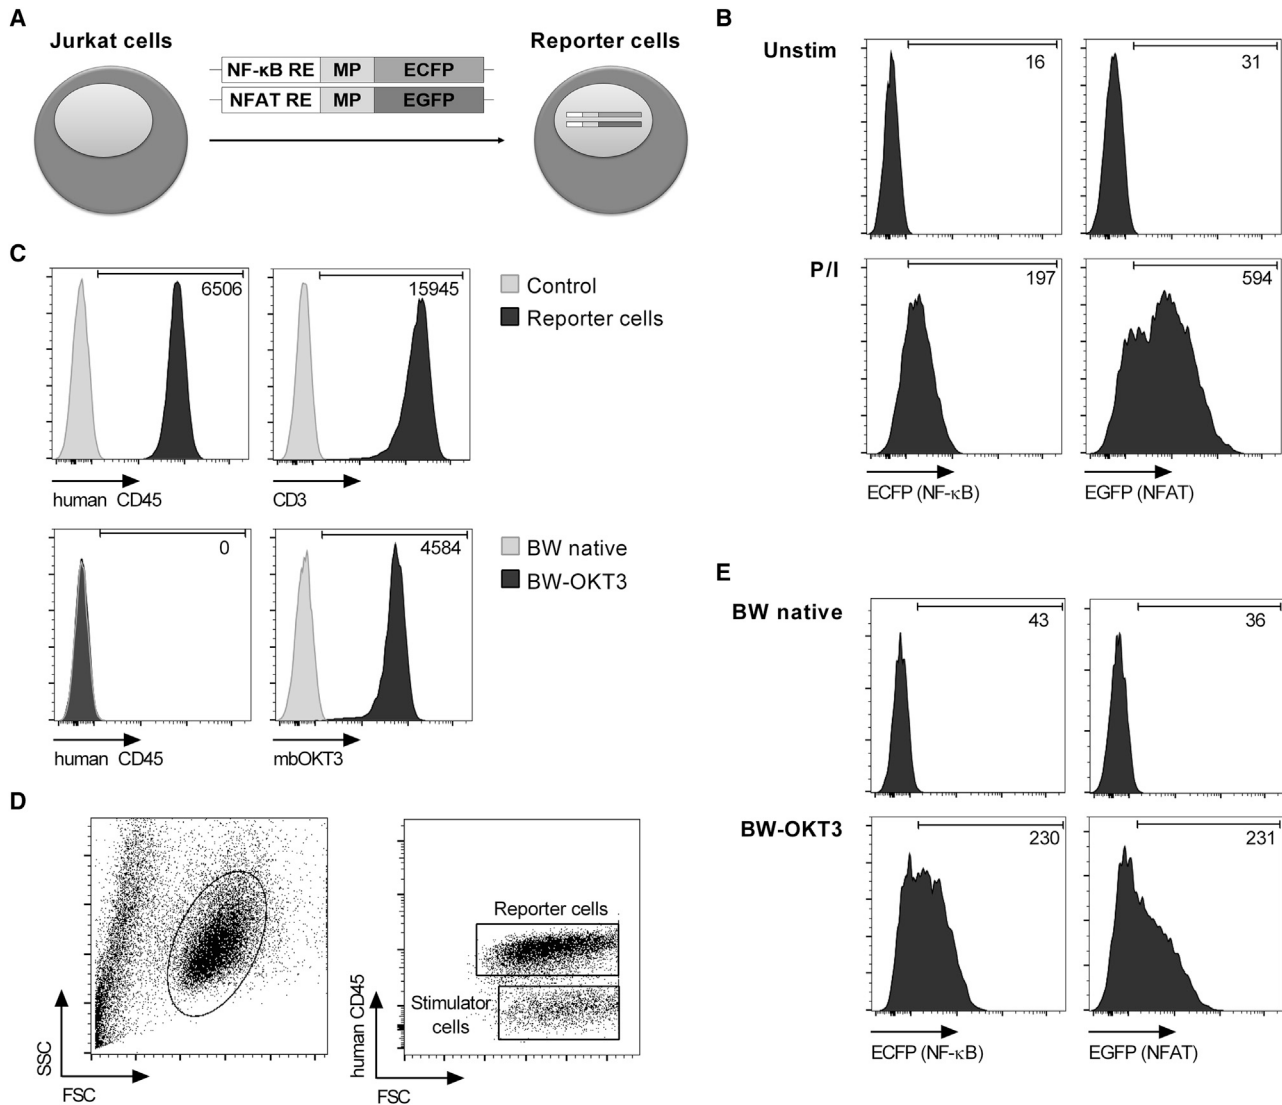 A
Jurkat cells
Reporter cells
NF-κB RE MP ECFP
NFAT RE MP EGFP
B
Unstim
16
31
P/I
197
594
ECFP (NF-κB)
EGFP (NFAT)
C
6506
15945
Control
Reporter cells
human CD45
CD3
0
4584
BW native
BW-OKT3
human CD45
mbOKT3
D
SSC
FSC
Reporter cells
Stimulator
cells
human CD45
FSC
E
BW native
43
36
BW-OKT3
230
231
ECFP (NF-κB)
EGFP (NFAT)